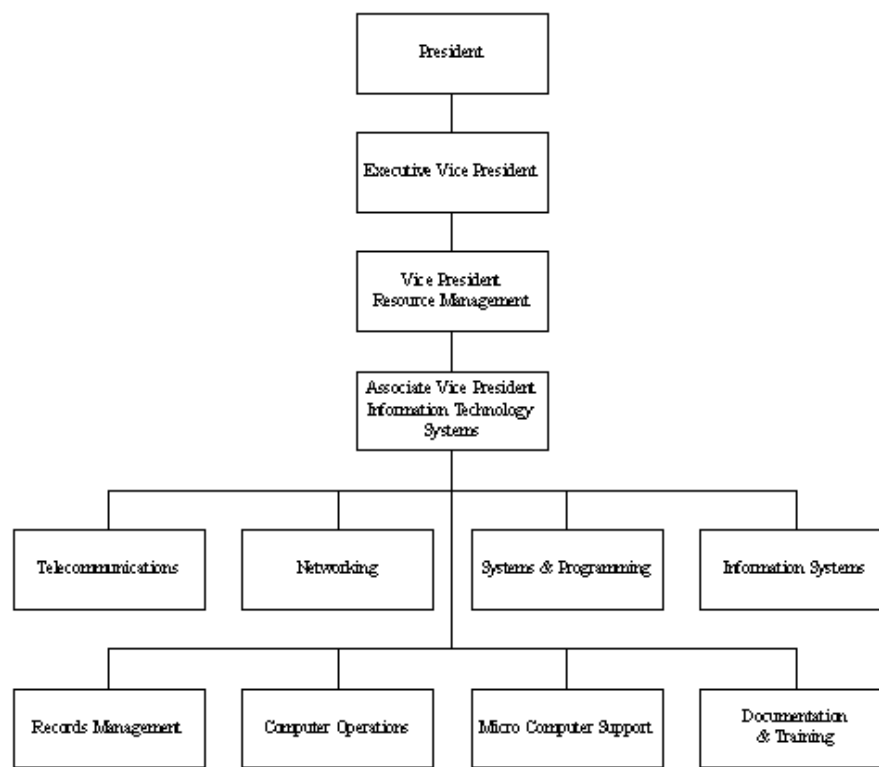 President
Executive Vice President
Vice President
Resource Management
Associate Vice President
Information Technology
Systems
Telecommunications
Networking
Systems & Programming
Information Systems
Records Management
Computer Operations
Micro Computer Support
Documentation
& Training